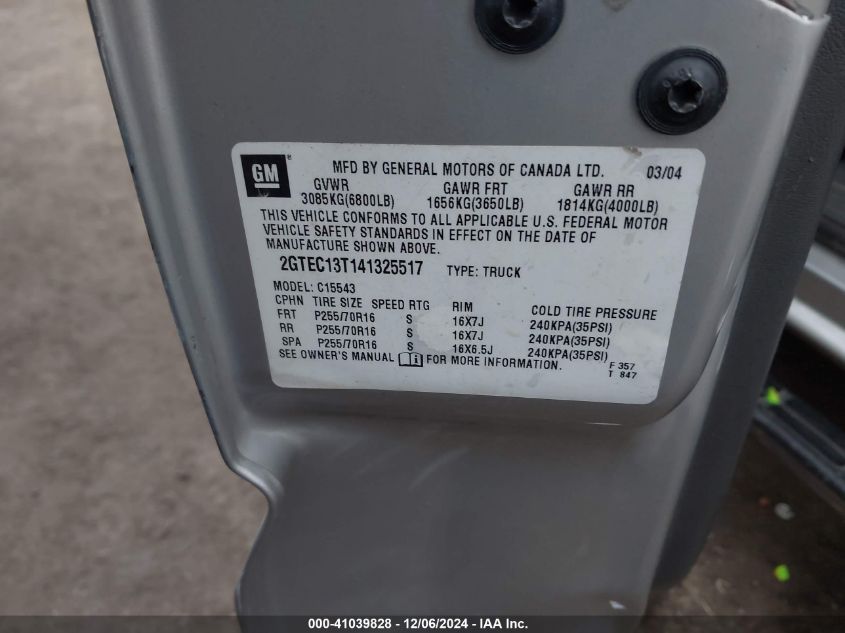 GM
MFD BY GENERAL MOTORS OF CANADA LTD. 03/04
GVWR GAWR FRT GAWR RR
3085KG(6800LB) 1656KG(3650LB) 1814KG(4000LB)
THIS VEHICLE CONFORMS TO ALL APPLICABLE U.S. FEDERAL MOTOR
VEHICLE SAFETY STANDARDS IN EFFECT ON THE DATE OF
MANUFACTURE SHOWN ABOVE.
2GTEC13T141325517 TYPE: TRUCK
MODEL: C15543
CPHN TIRE SIZE SPEED RTG RIM COLD TIRE PRESSURE
FRT P255/70R16 S 16X7J 240KPA(35PSI)
RR P255/70R16 S 16X7J 240KPA(35PSI)
SPA P255/70R16 S 16X6.5J 240KPA(35PSI)
SEE OWNER'S MANUAL FOR MORE INFORMATION.
F 357
T 847
000-41039828 - 12/06/2024 - IAA Inc.